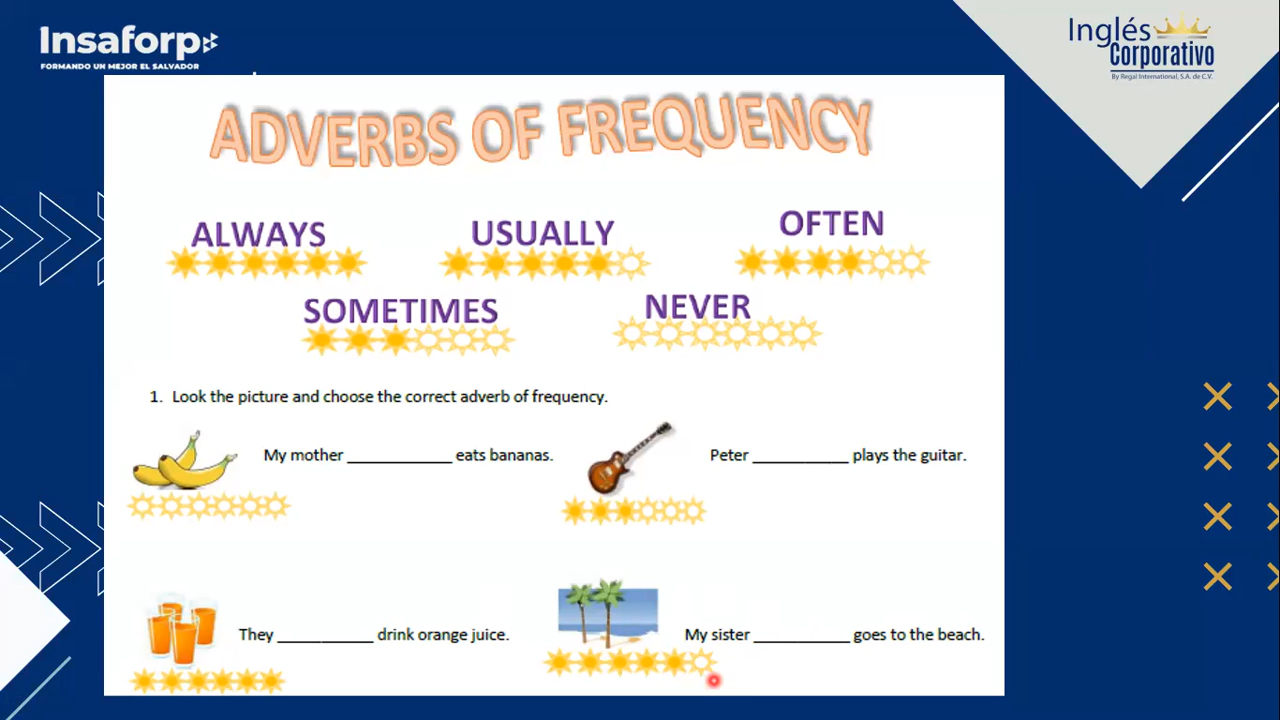 Insaforp
FORMANDO UN MEJOR EL SALVADOR
Inglés
Corporativo
By Regal International, S.A. de C.V.
ADVERBS OF FREQUENCY
ALWAYS
USUALLY
OFTEN
SOMETIMES
NEVER
1. Look the picture and choose the correct adverb of frequency.
My mother ____________ eats bananas.
Peter ___________ plays the guitar.
They ___________ drink orange juice.
My sister ___________ goes to the beach.